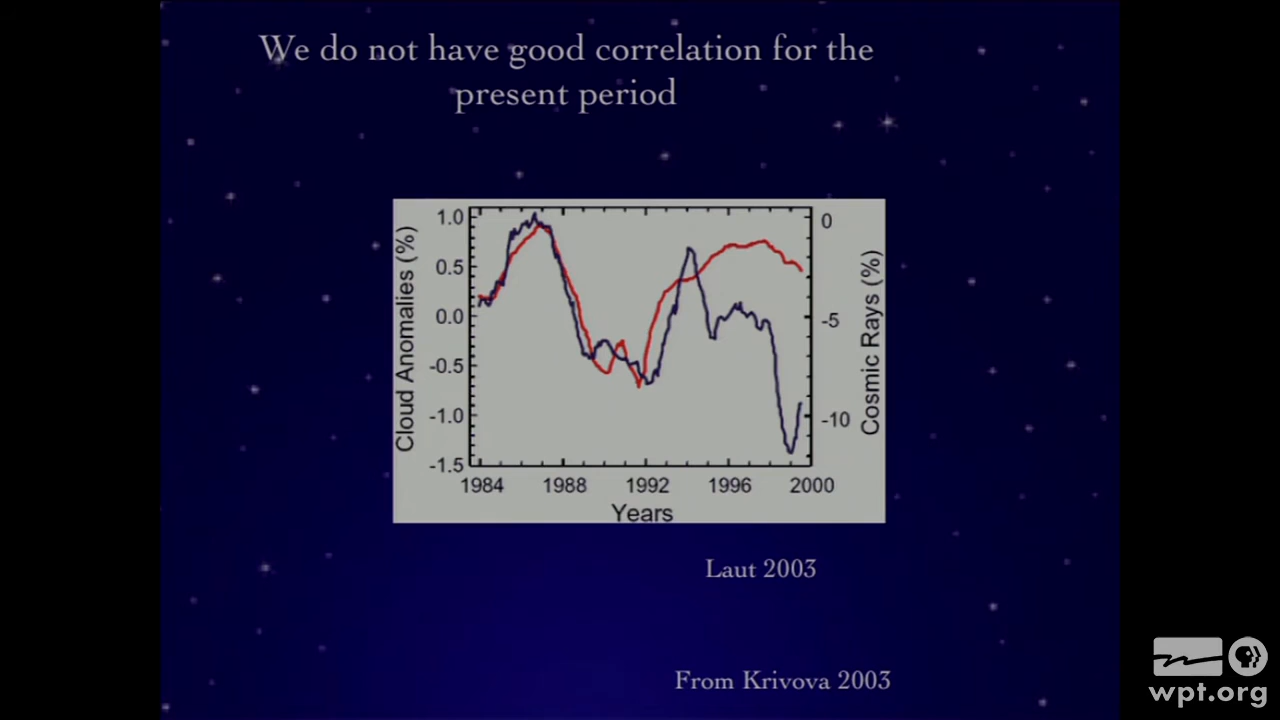 We do not have good correlation for the
present period
1.0
0.5
0.0
-0.5
-1.0
-1.5
Cloud Anomalies (%)
0
-5
-10
Cosmic Rays (%)
1984 1988 1992 1996 2000
Years
Laut 2003
From Krivova 2003
wpt.org